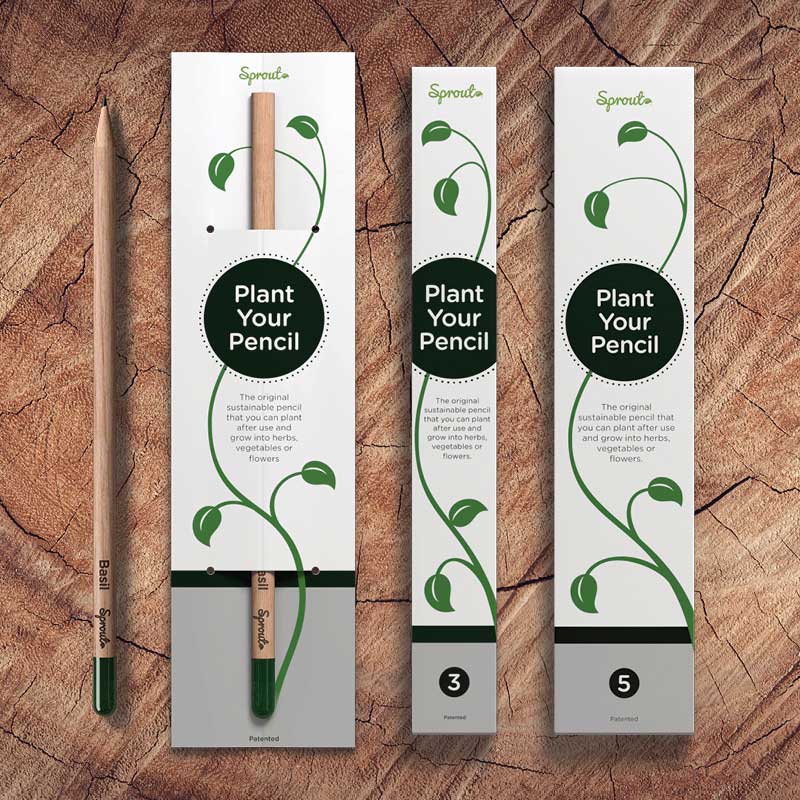 Basil
Sprout
Sprout
Plant
Your
Pencil
The original
sustainable pencil
that you can plant
after use and
grow into herbs,
vegetables or
flowers
Basil
Sprout
Patented
Sprout
Plant
Your
Pencil
The original
sustainable pencil
that you can plant
after use and
grow into herbs,
vegetables or
flowers.
3
Patented
Sprout
Plant
Your
Pencil
The original
sustainable pencil that
you can plant after use
and grow into herbs,
vegetables or
flowers.
5
Patented